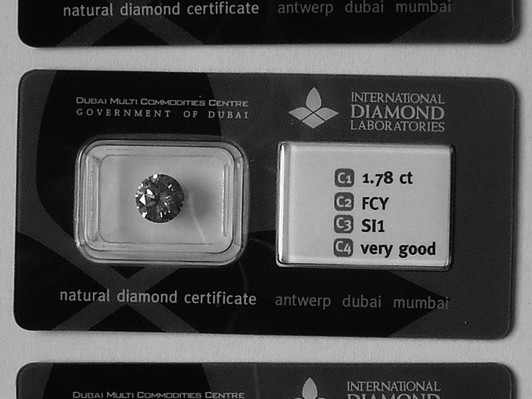 natural diamond certificate antwerp dubai mumbai
DUBAI MULTI COMMODITIES CENTRE
GOVERNMENT OF DUBAI
INTERNATIONAL
DIAMOND
LABORATORIES
C1 1.78 ct
C2 FCY
C3 SI1
C4 very good
natural diamond certificate antwerp dubai mumbai
DUBAI MULTI COMMODITIES CENTRE
INTERNATIONAL
DIAMOND